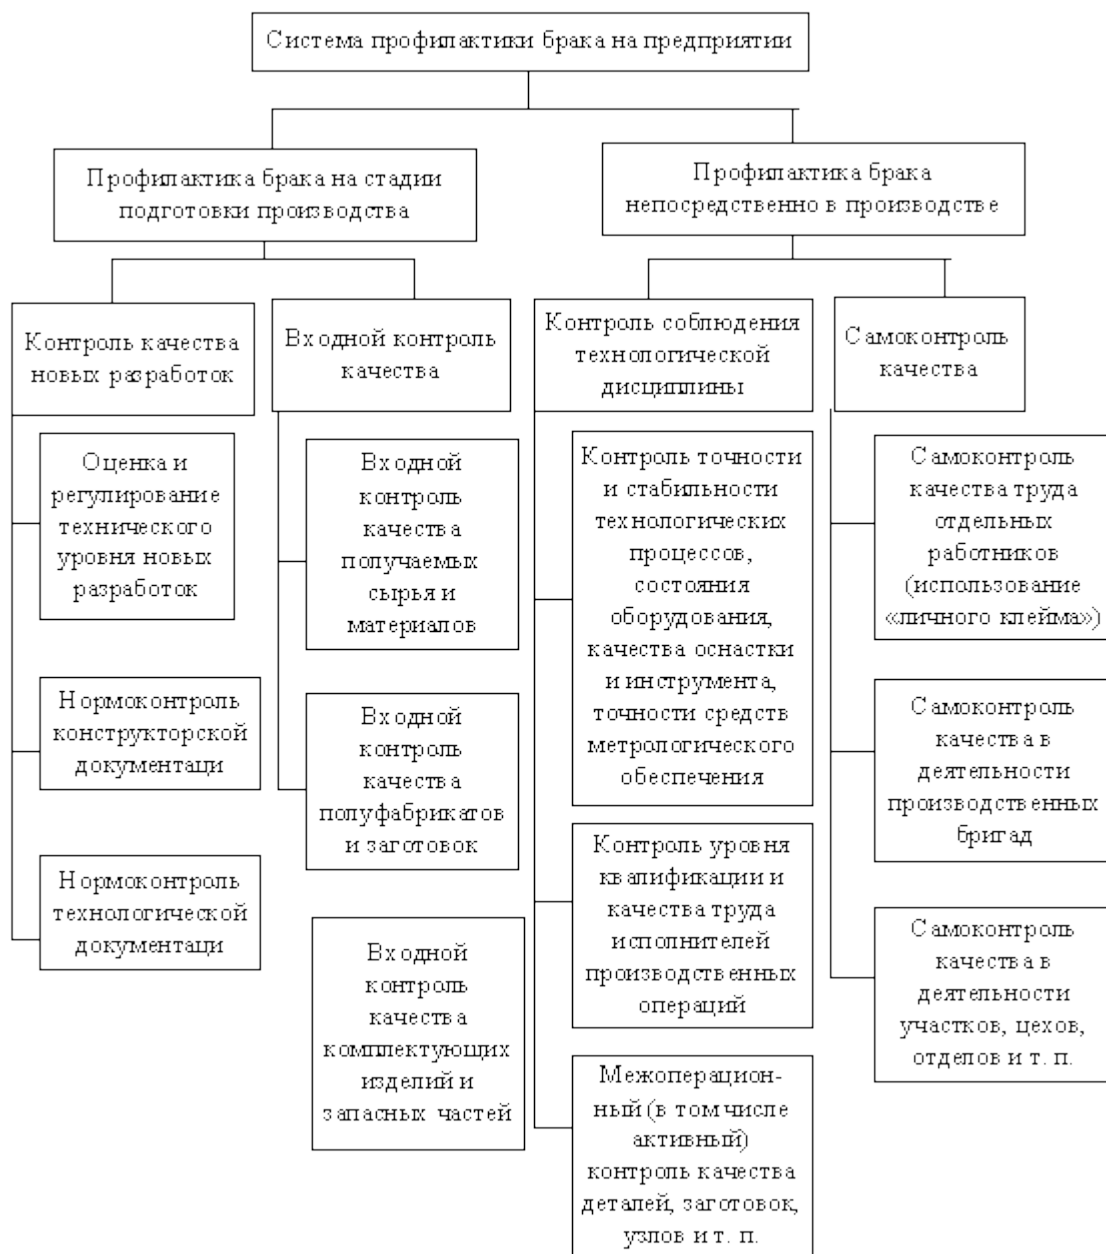 Система профилактики брака на предприятии
Профилактика брака на стадии
подготовки производства
Профилактика брака
непосредственно в производстве
Контроль качества
новых разработок
Входной контроль
качества
Контроль соблюдения
технологической
дисциплины
Самоконтроль
качества
Оценка и
регулирование
технического
уровня новых
разработок
Нормоконтроль
конструкторской
документаци
Нормоконтроль
технологической
документаци
Входной
контроль
качества
получаемых
сырья и
материалов
Входной
контроль
качества
полуфабрикатов
и заготовок
Входной
контроль
качества
комплектующих
изделий и
запасных частей
Контроль точности
и стабильности
технологических
процессов,
состояния
оборудования,
качества оснастки
и инструмента,
точности средств
метрологического
обеспечения
Контроль уровня
квалификации и
качества труда
исполнителей
производственных
операций
Межоперацион-
ный (в том числе
активный)
контроль качества
деталей, заготовок,
узлов и т. п.
Самоконтроль
качества труда
отдельных
работников
(использование
«личного клейма»)
Самоконтроль
качества в
деятельности
производственных
бригад
Самоконтроль
качества в
деятельности
участков, цехов,
отделов и т. п.